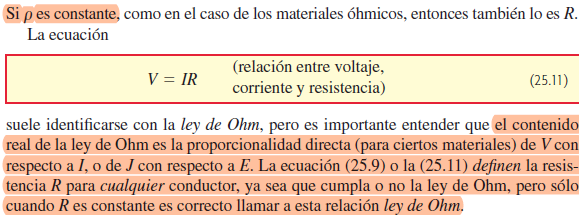 Si ρ es constante, como en el caso de los materiales óhmicos, entonces también lo es R.
La ecuación
V = IR (relación entre voltaje, corriente y resistencia) (25.11)
suele identificarse con la ley de Ohm, pero es importante entender que el contenido
real de la ley de Ohm es la proporcionalidad directa (para ciertos materiales) de V con
respecto a I, o de J con respecto a E. La ecuación (25.9) o la (25.11) definen la resis-
tencia R para cualquier conductor, ya sea que cumpla o no la ley de Ohm, pero sólo
cuando R es constante es correcto llamar a esta relación ley de Ohm.